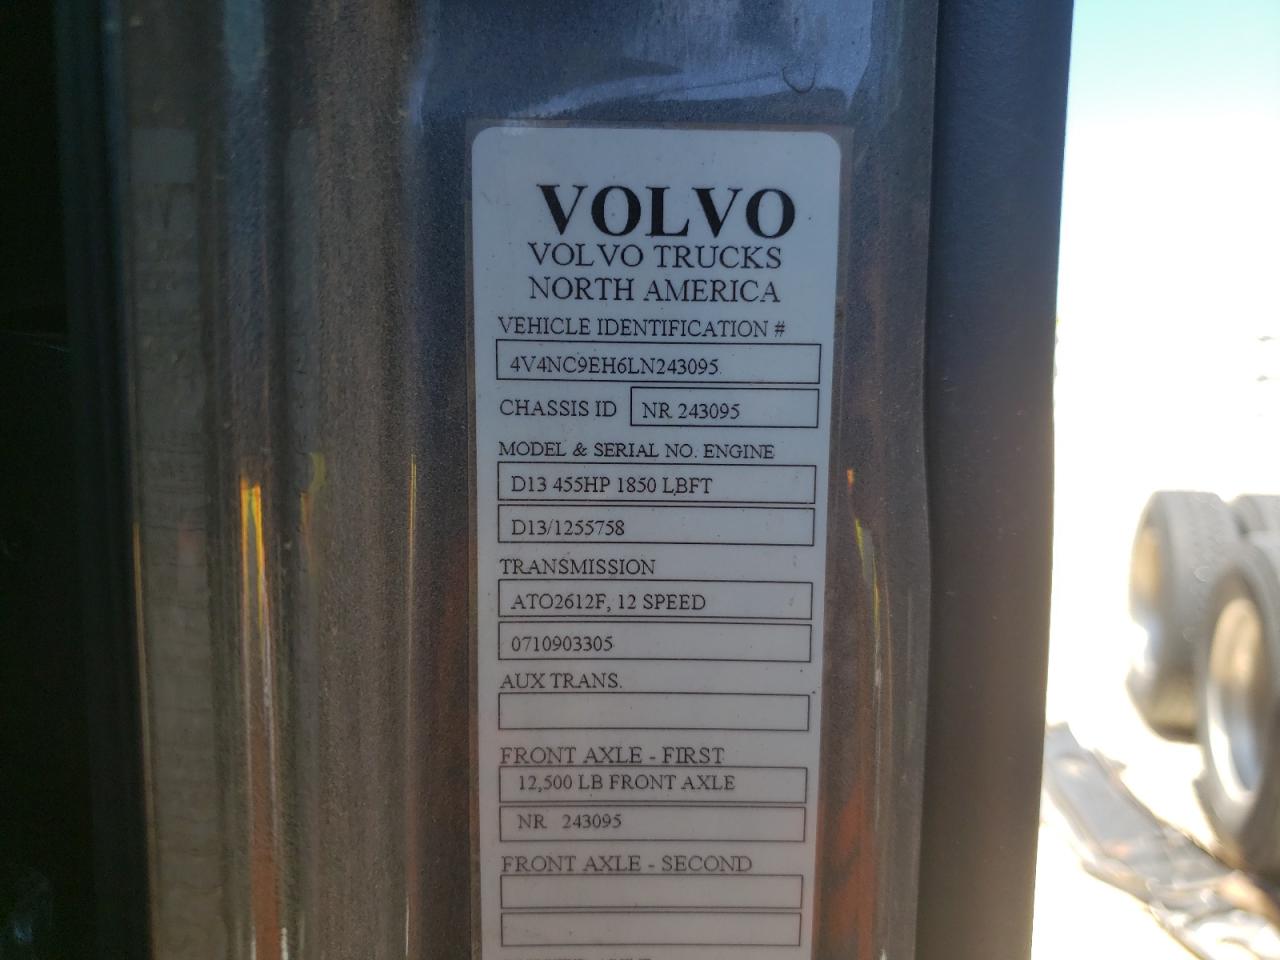 VOLVO
VOLVO TRUCKS
NORTH AMERICA
VEHICLE IDENTIFICATION #
4V4NC9EH6LN243095
CHASSIS ID NR 243095
MODEL & SERIAL NO. ENGINE
D13 455HP 1850 LBFT
D13/1255758
TRANSMISSION
ATO2612F, 12 SPEED
0710903305
AUX TRANS.
FRONT AXLE - FIRST
12,500 LB FRONT AXLE
NR 243095
FRONT AXLE - SECOND